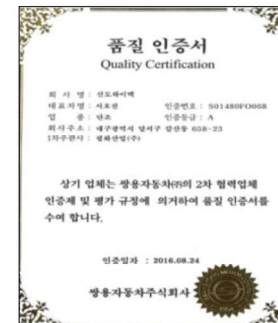 품질 인증서
Quality Certification
회 사 명 : 선도하이텍
대표자명 : 서보권 인증번호 : S01480FO058
업 종 : 단조 인증등급 : A
회사주소 : 대구광역시 달서구 갈산동 658-23
1차주관사 : 평화산업(주)
상기 업체는 쌍용자동차㈜의 2차 협력업체
인증제 및 평가 규정에 의거하여 품질 인증서를
수여 합니다.
인증일자 : 2016.08.24
쌍용자동차주식회사